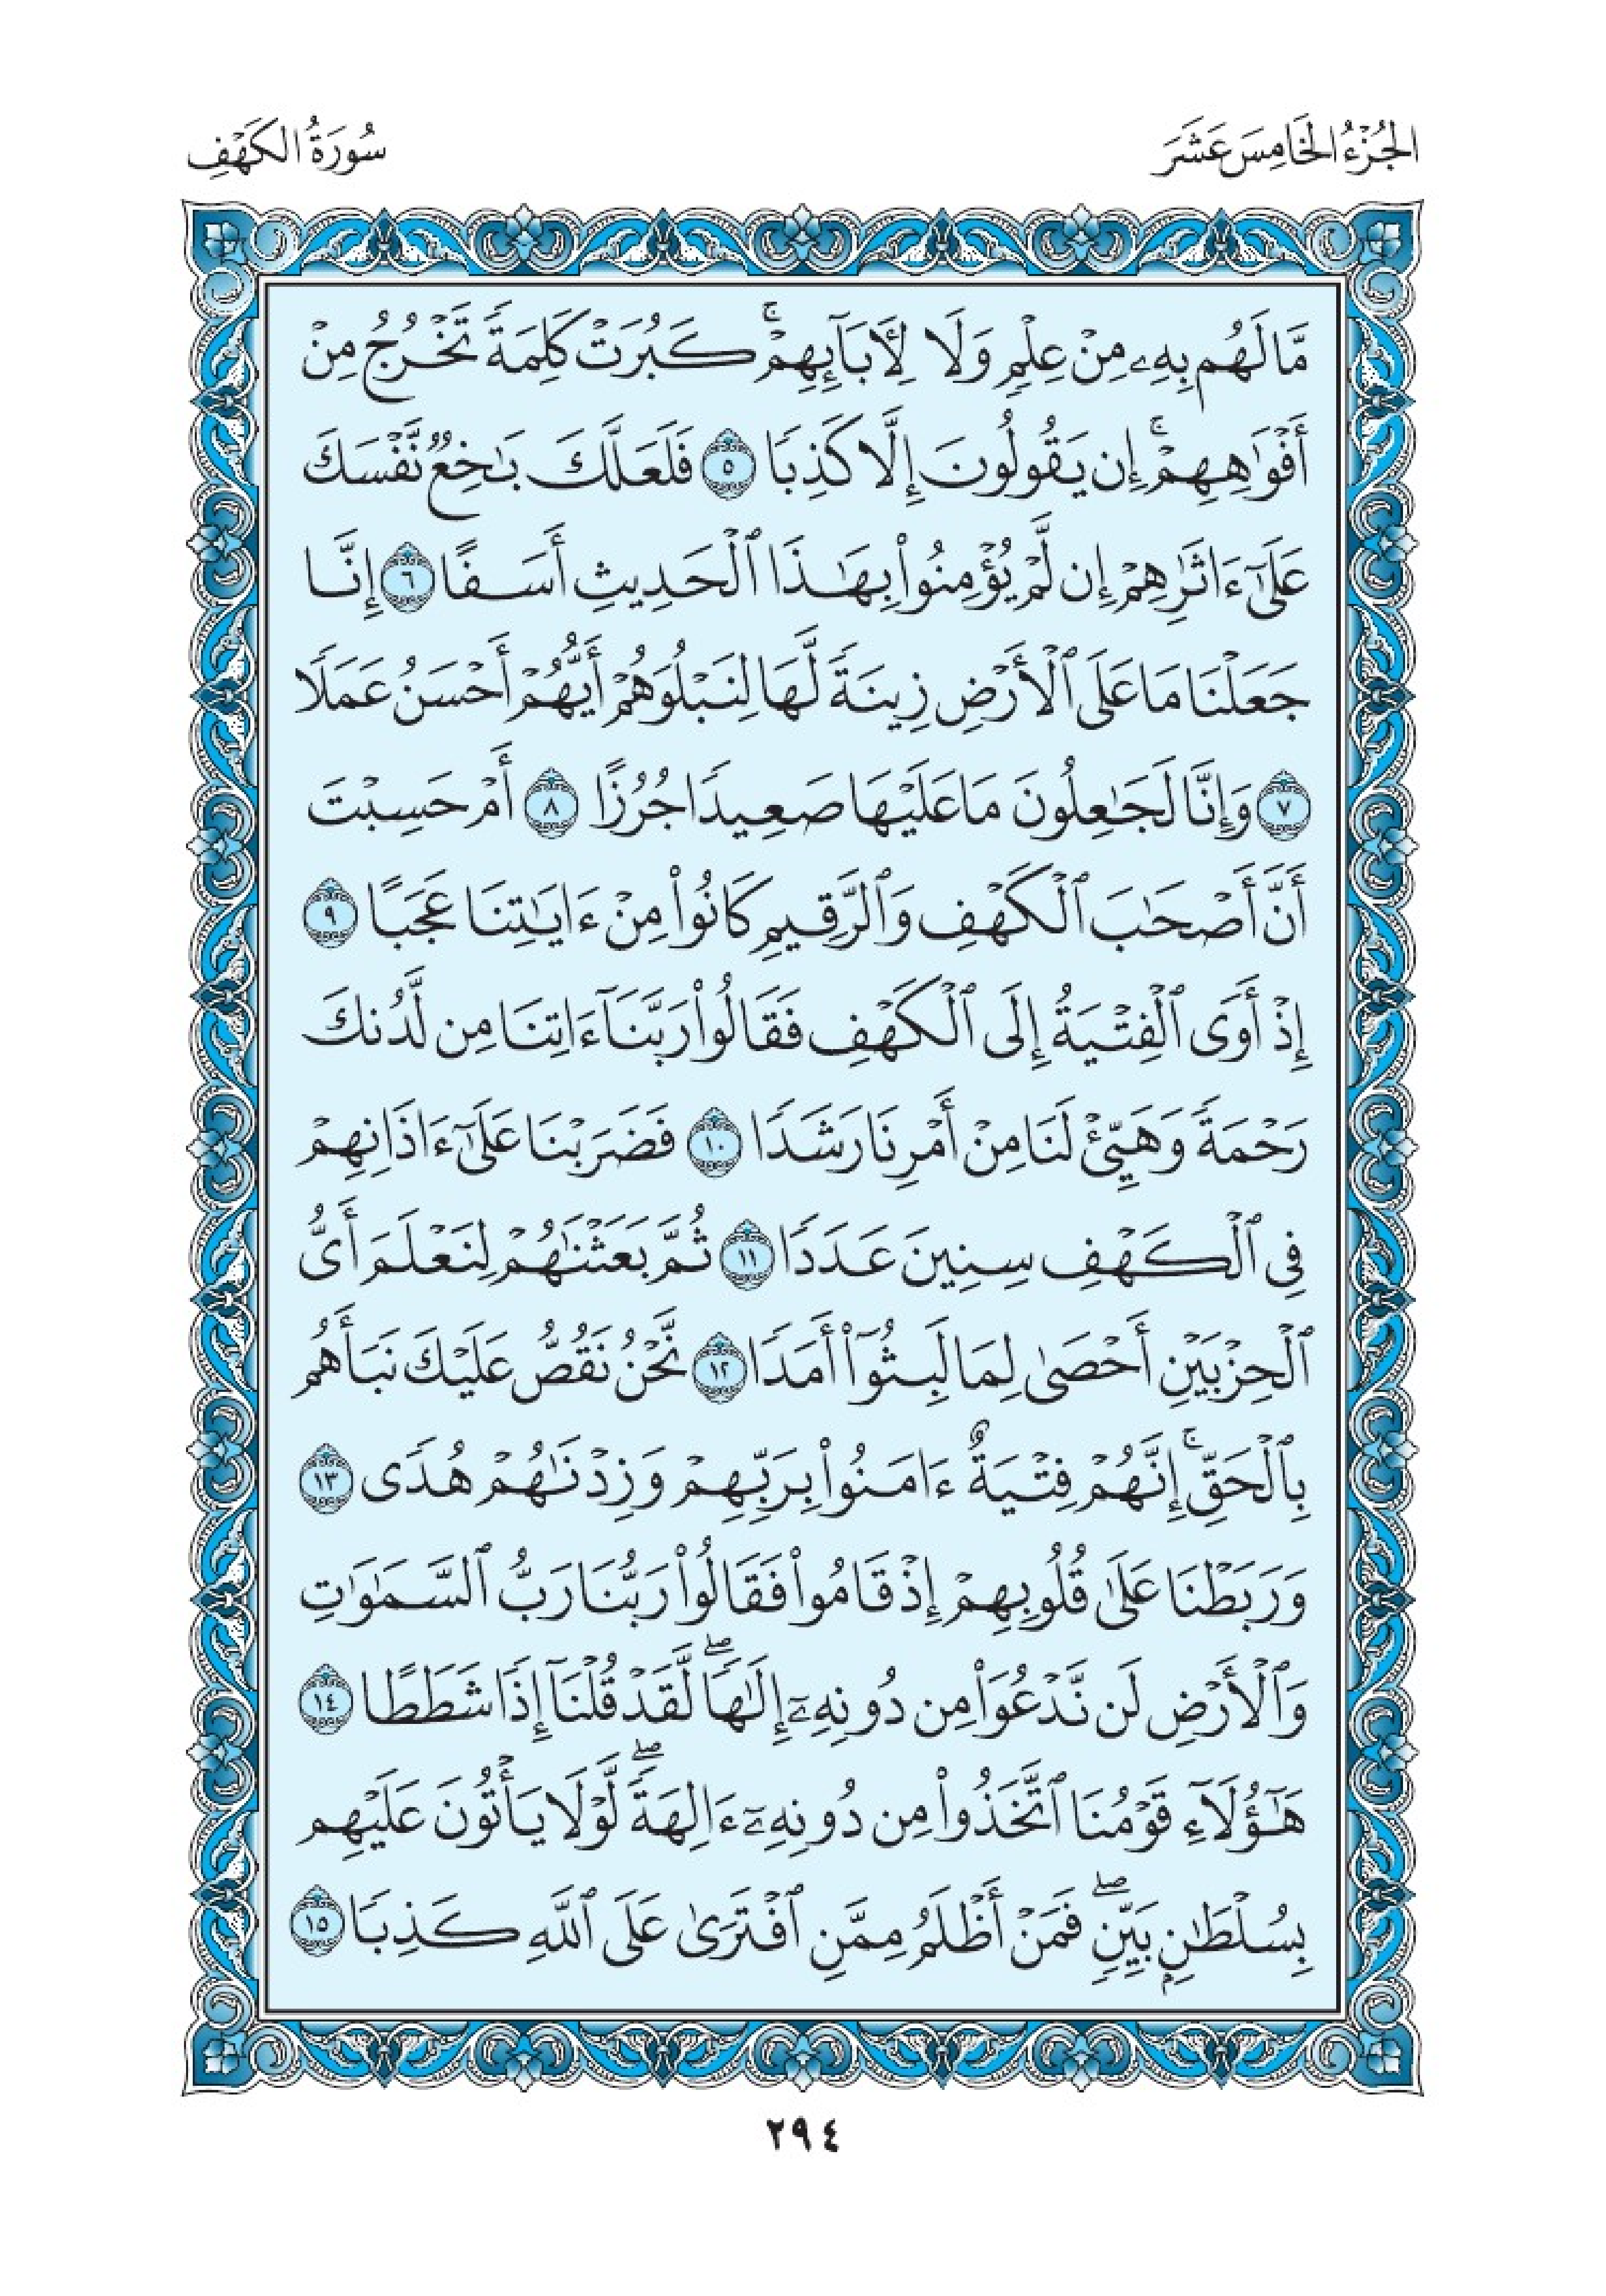 الجُزْءُ الخَامِسَ عَشَرَ
سُورَةُ الكَهْفِ
مَّا لَهُم بِهِۦ مِنْ عِلْمٍ وَلَا لِأَٓبَآئِهِمْۚ كَبُرَتْ كَلِمَةً تَخْرُجُ مِنْ
أَفْوَٰهِهِمْۚ إِن يَقُولُونَ إِلَّا كَذِبًا ٥ فَلَعَلَّكَ بَٰخِعٌ نَّفْسَكَ
عَلَىٰٓ ءَاثَٰرِهِمْ إِن لَّمْ يُؤْمِنُوا۟ بِهَٰذَا ٱلْحَدِيثِ أَسَفًا ٦ إِنَّا
جَعَلْنَا مَا عَلَى ٱلْأَرْضِ زِينَةً لَّهَا لِنَبْلُوَهُمْ أَيُّهُمْ أَحْسَنُ عَمَلًا
٧ وَإِنَّا لَجَٰعِلُونَ مَا عَلَيْهَا صَعِيدًا جُرُزًا ٨ أَمْ حَسِبْتَ
أَنَّ أَصْحَٰبَ ٱلْكَهْفِ وَٱلرَّقِيمِ كَانُوا۟ مِنْ ءَايَٰتِنَا عَجَبًا ٩
إِذْ أَوَى ٱلْفِتْيَةُ إِلَى ٱلْكَهْفِ فَقَالُوا۟ رَبَّنَآ ءَاتِنَا مِن لَّدُنكَ
رَحْمَةً وَهَيِّئْ لَنَا مِنْ أَمْرِنَا رَشَدًا ١٠ فَضَرَبْنَا عَلَىٰٓ ءَاذَانِهِمْ
فِى ٱلْكَهْفِ سِنِينَ عَدَدًا ١١ ثُمَّ بَعَثْنَٰهُمْ لِنَعْلَمَ أَىُّ
ٱلْحِزْبَيْنِ أَحْصَىٰ لِمَا لَبِثُوٓا۟ أَمَدًا ١٢ نَّحْنُ نَقُصُّ عَلَيْكَ نَبَأَهُم
بِٱلْحَقِّۚ إِنَّهُمْ فِتْيَةٌ ءَامَنُوا۟ بِرَبِّهِمْ وَزِدْنَٰهُمْ هُدًى ١٣
وَرَبَطْنَا عَلَىٰ قُلُوبِهِمْ إِذْ قَامُوا۟ فَقَالُوا۟ رَبُّنَا رَبُّ ٱلسَّمَٰوَٰتِ
وَٱلْأَرْضِ لَن نَّدْعُوَا۟ مِن دُونِهِۦٓ إِلَٰهًاۖ لَّقَدْ قُلْنَآ إِذًا شَطَطًا ١٤
هَٰٓؤُلَآءِ قَوْمُنَا ٱتَّخَذُوا۟ مِن دُونِهِۦٓ ءَالِهَةًۖ لَّوْلَا يَأْتُونَ عَلَيْهِم
بِسُلْطَٰنٍۭ بَيِّنٍۖ فَمَنْ أَظْلَمُ مِمَّنِ ٱفْتَرَىٰ عَلَى ٱللَّهِ كَذِبًا ١٥
٢٩٤